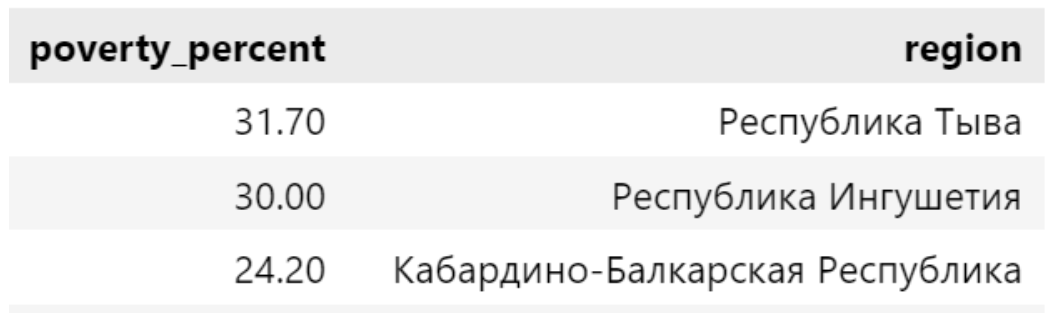 poverty_percent region
31.70 Республика Тыва
30.00 Республика Ингушетия
24.20 Кабардино-Балкарская Республика